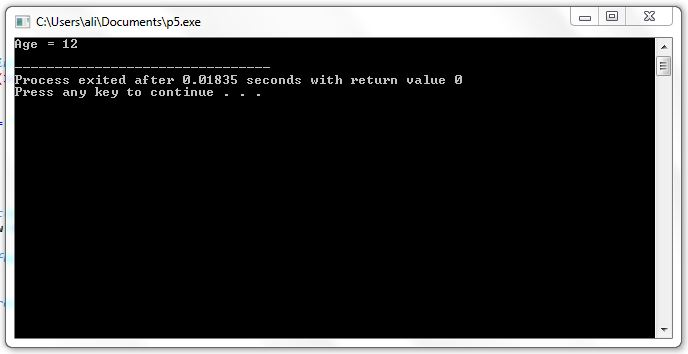 C:\Users\ali\Documents\p5.exe
Age = 12
--------------------------------
Process exited after 0.01835 seconds with return value 0
Press any key to continue . . .